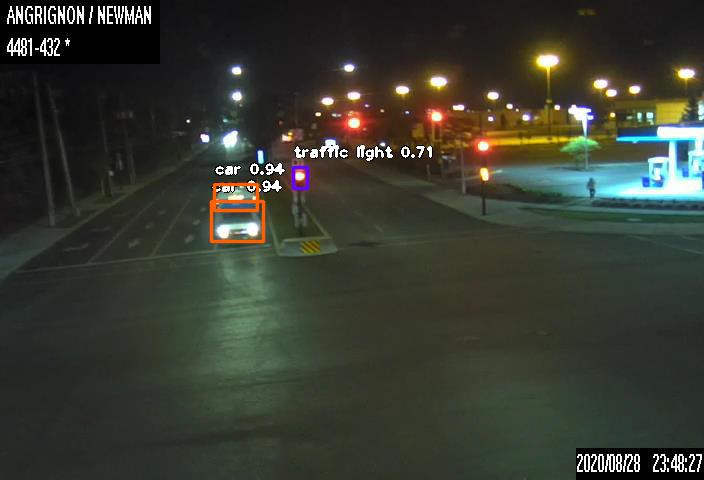 ANGRIGNON / NEWMAN
4481-432 *
traffic light 0.71
car 0.94
car 0.94
2020/08/28 23:48:27